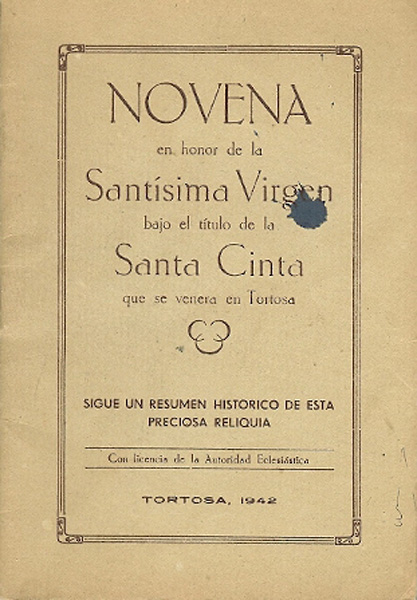 NOVENA
en honor de la
Santísima Virgen
bajo el título de la
Santa Cinta
que se venera en Tortosa
SIGUE UN RESUMEN HISTORICO DE ESTA
PRECIOSA RELIQUIA
Con licencia de la Autoridad Eclesiástica
TORTOSA, 1942